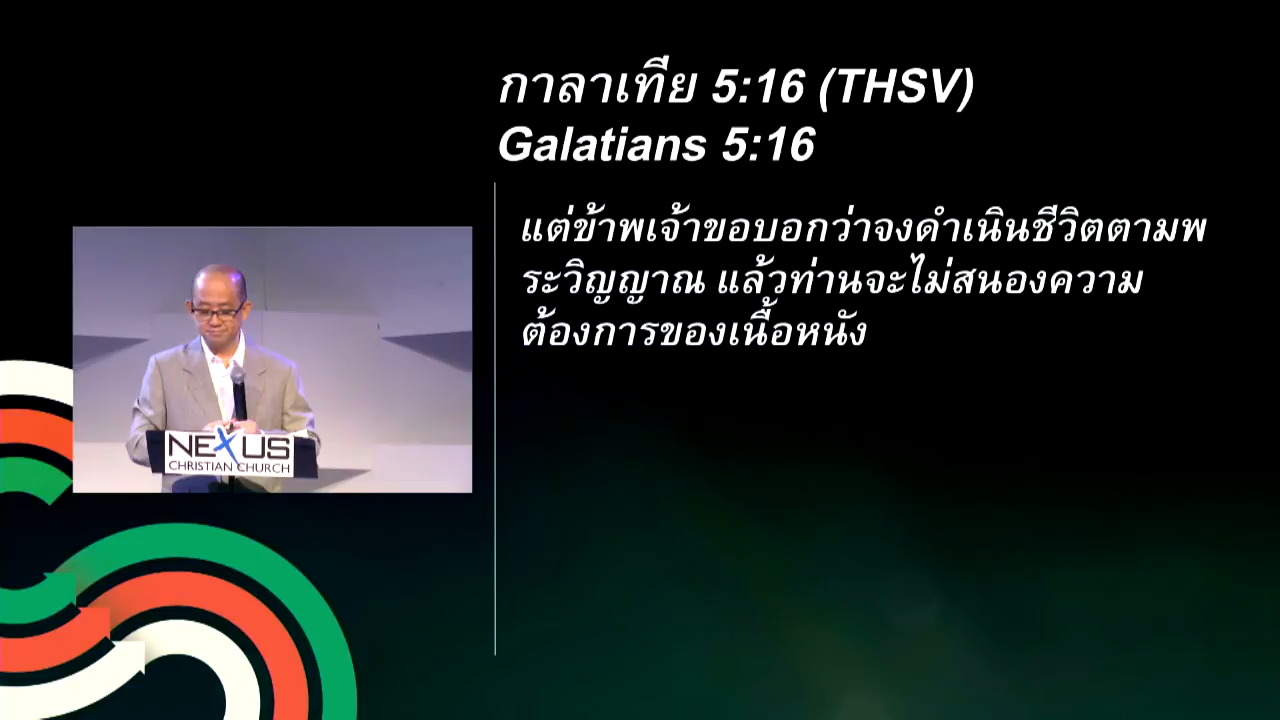 กาลาเทีย 5:16 (THSV)
Galatians 5:16
แต่ข้าพเจ้าขอบอกว่าจงดำเนินชีวิตตามพ
ระวิญญาณ แล้วท่านจะไม่สนองความ
ต้องการของเนื้อหนัง
NEXUS
CHRISTIAN CHURCH